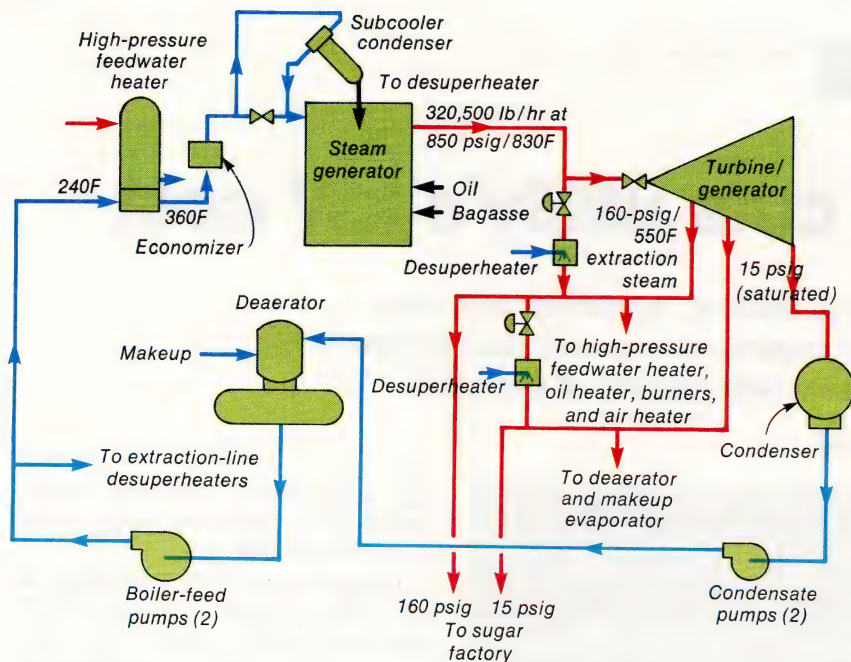 Subcooler
condenser
High-pressure
feedwater
heater
To desuperheater
320,500 lb/hr at
850 psig/830F
Steam
generator
Turbine/
generator
240F
360F
Oil
Bagasse
Economizer
160-psig/
550F
extraction
steam
15 psig
(saturated)
Desuperheater
Deaerator
Makeup
Desuperheater
To high-pressure
feedwater heater,
oil heater, burners,
and air heater
Condenser
To extraction-line
desuperheaters
To deaerator
and makeup
evaporator
Boiler-feed
pumps (2)
160 psig
15 psig
To sugar
factory
Condensate
pumps (2)